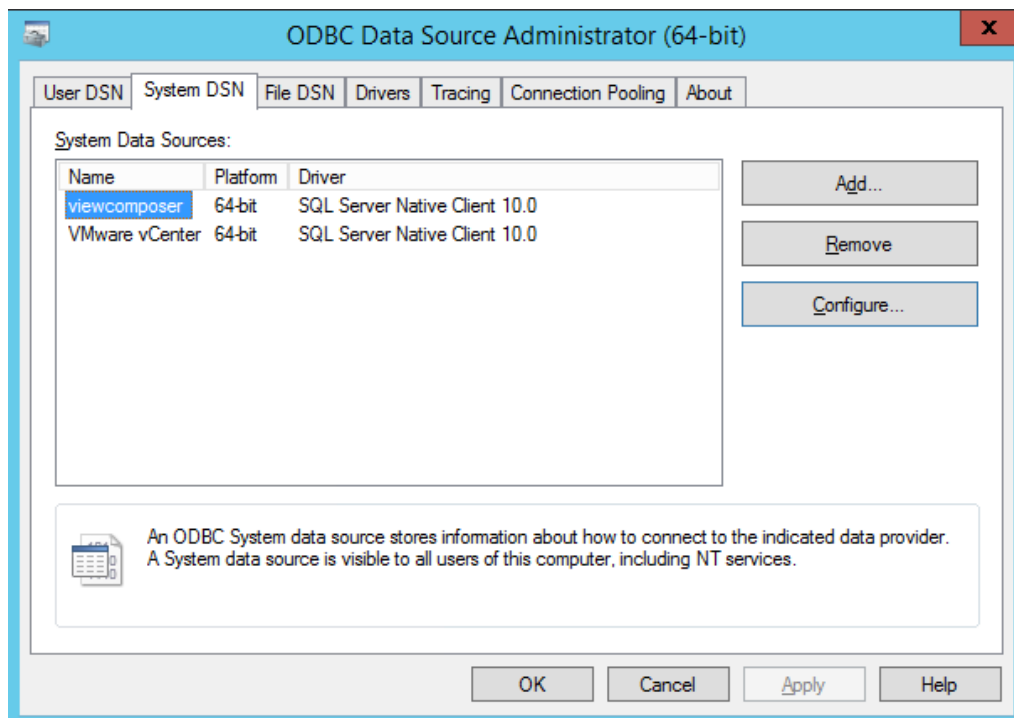 ODBC Data Source Administrator (64-bit)
x
User DSN System DSN File DSN Drivers Tracing Connection Pooling About
System Data Sources:
Name Platform Driver
viewcomposer 64-bit SQL Server Native Client 10.0
VMware vCenter 64-bit SQL Server Native Client 10.0
Add...
Remove
Configure...
An ODBC System data source stores information about how to connect to the indicated data provider.
A System data source is visible to all users of this computer, including NT services.
OK Cancel Apply Help